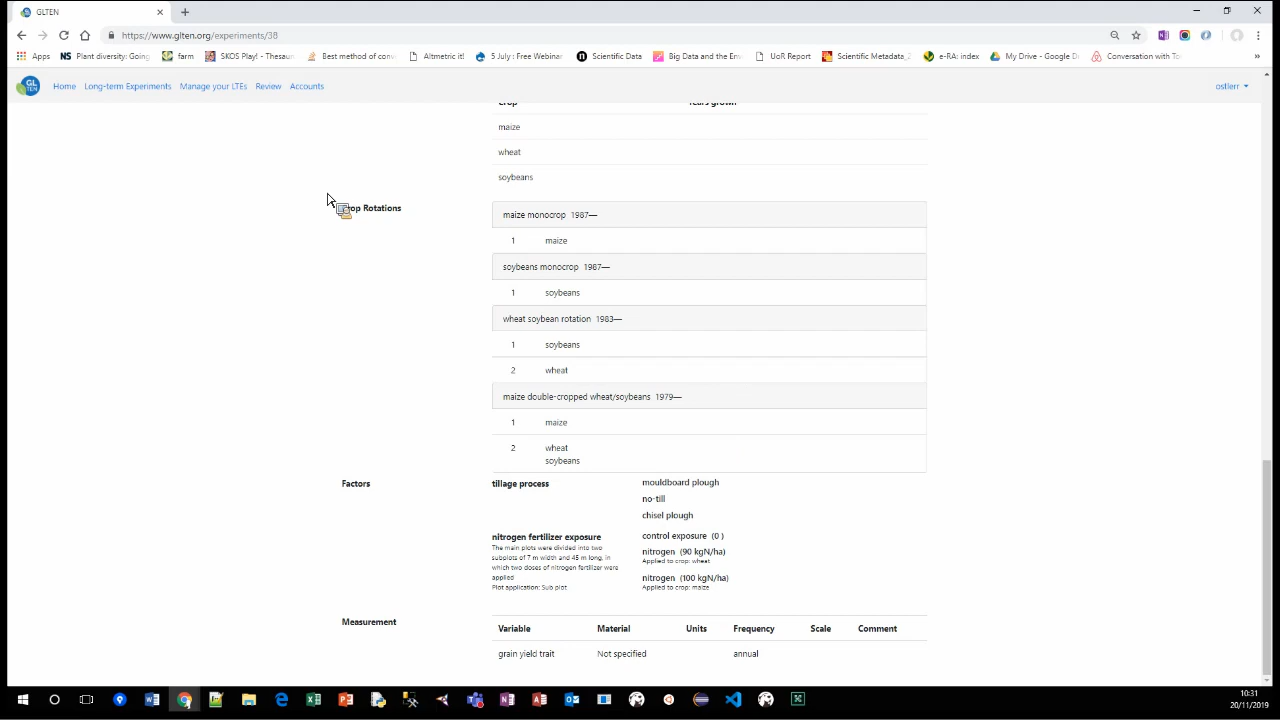 GLTEN
https://www.glten.org/experiments/38
Apps Plant diversity: Going farm SKOS Play! - Thesau Best method of conv Altmetric it! 5 July : Free Webinar Scientific Data Big Data and the Env UoR Report Scientific Metadata_2 e-RA: index My Drive - Google D Conversation with To
GL TEN Home Long-term Experiments Manage your LTEs Review Accounts ostlerr
Crop Years grown
maize
wheat
soybeans
Crop Rotations
maize monocrop 1987—
1 maize
soybeans monocrop 1987—
1 soybeans
wheat soybean rotation 1983—
1 soybeans
2 wheat
maize double-cropped wheat/soybeans 1979—
1 maize
2 wheat
soybeans
Factors
tillage process
mouldboard plough
no-till
chisel plough
nitrogen fertilizer exposure
The main plots were divided into two
subplots of 7 m width and 45 m long, in
which two doses of nitrogen fertilizer were
applied
Plot application: Sub plot
control exposure (0 )
nitrogen (90 kgN/ha)
Applied to crop: wheat
nitrogen (100 kgN/ha)
Applied to crop: maize
Measurement
Variable Material Units Frequency Scale Comment
grain yield trait Not specified annual
10:31
20/11/2019